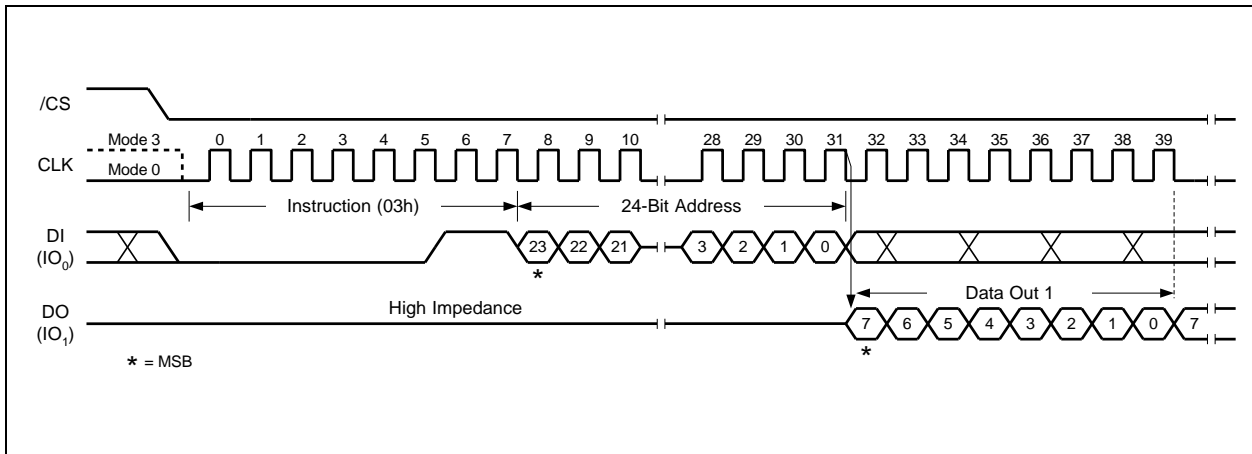 /CS
Mode 3
0 1 2 3 4 5 6 7 8 9 10 28 29 30 31 32 33 34 35 36 37 38 39
CLK
Mode 0
Instruction (03h)
24-Bit Address
DI
(IO0)
23 22 21 3 2 1 0
*
Data Out 1
DO
(IO1)
High Impedance
7 6 5 4 3 2 1 0 7
*
* = MSB